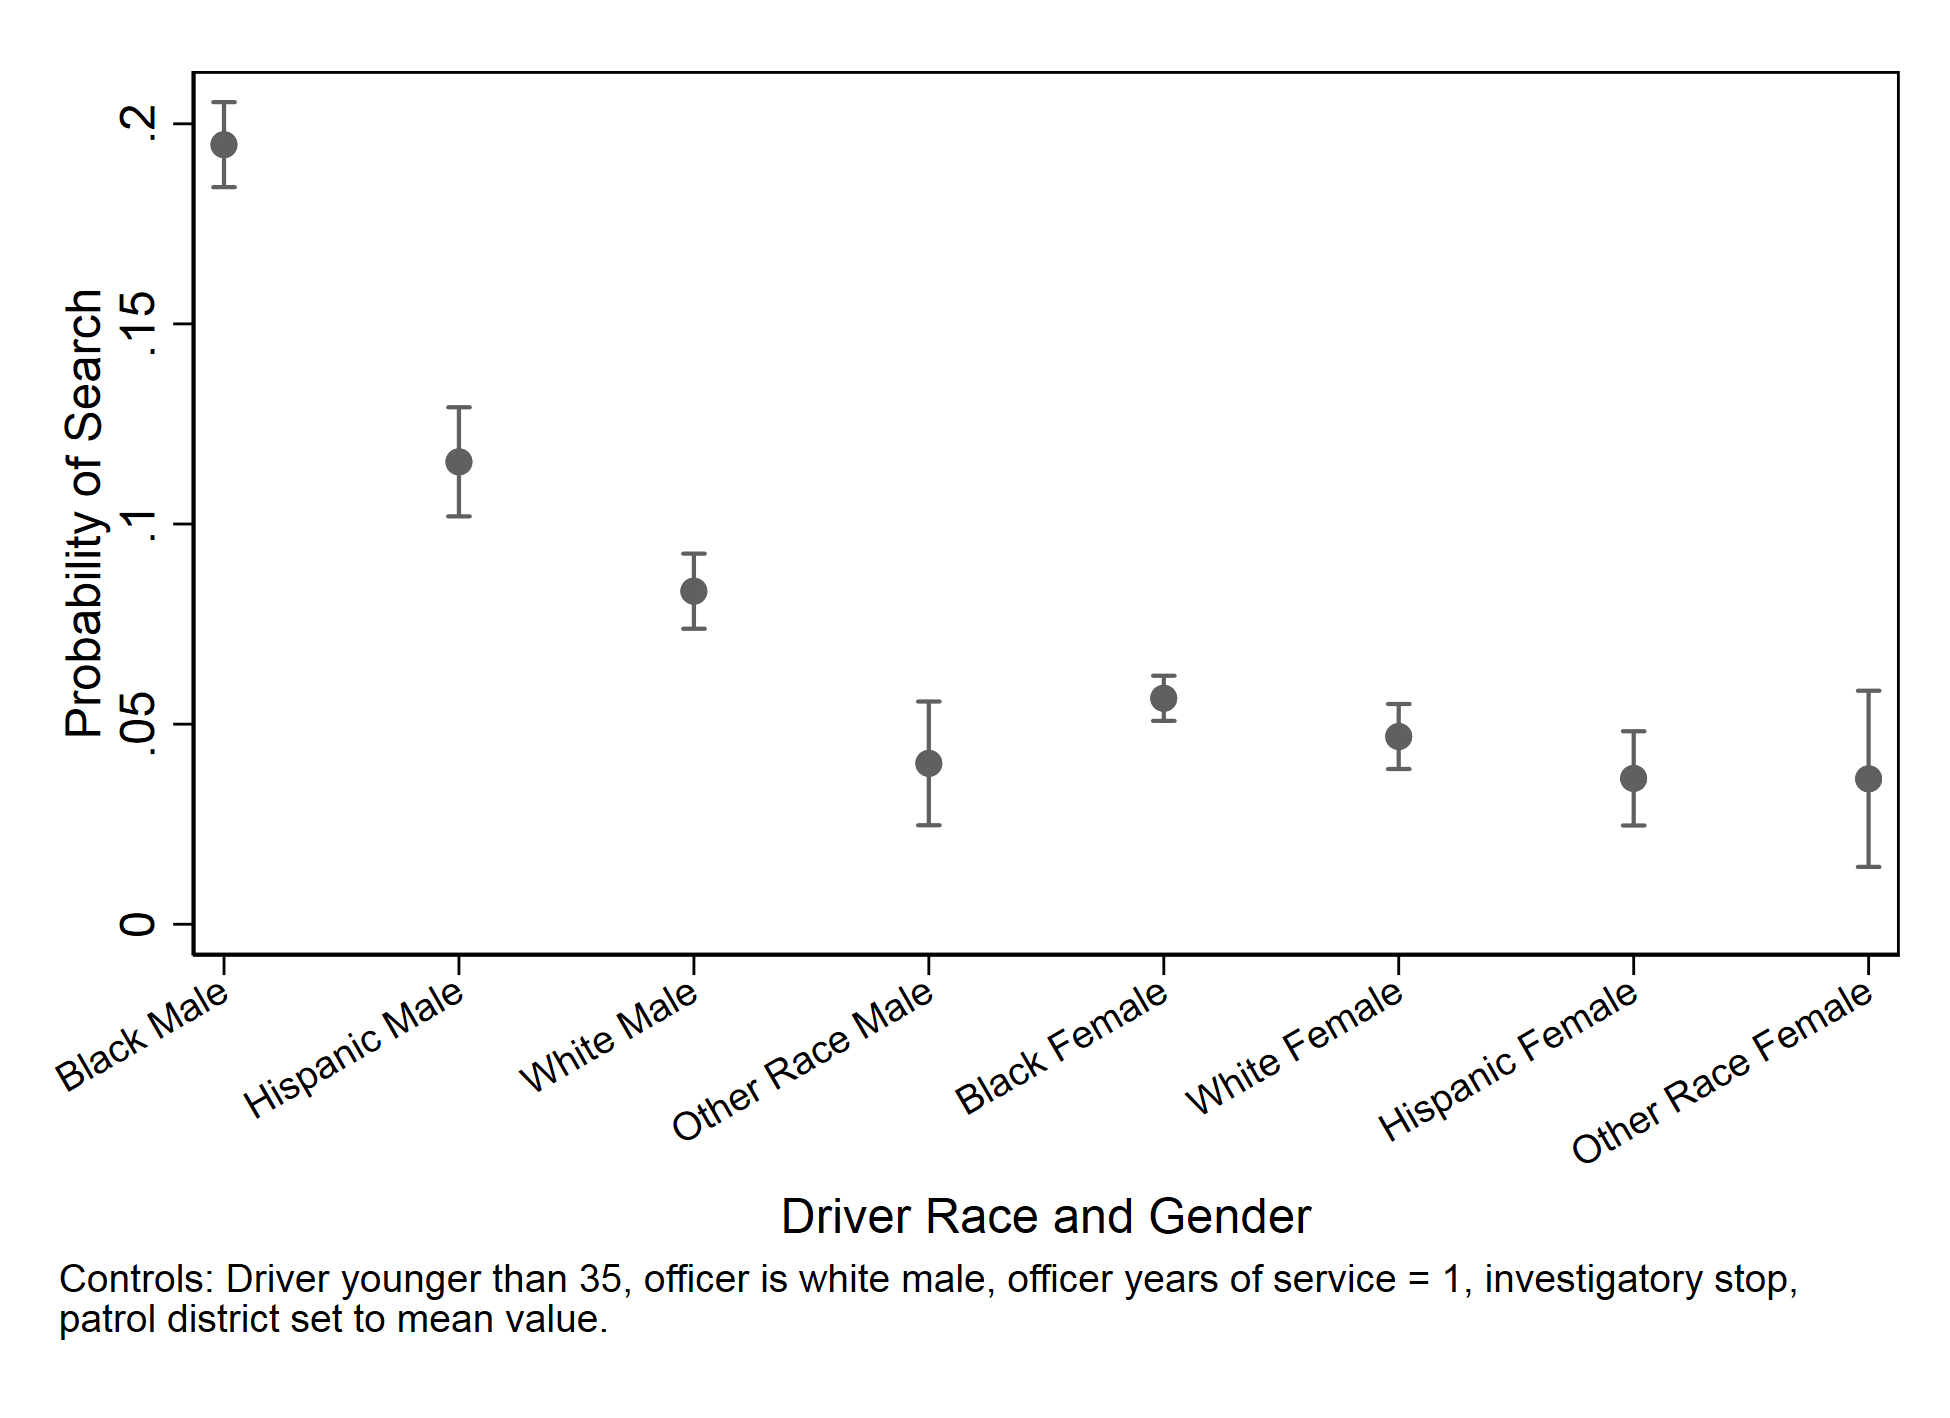 Probability of Search
.2
.15
.1
.05
0
Black Male
Hispanic Male
White Male
Other Race Male
Black Female
White Female
Hispanic Female
Other Race Female
Driver Race and Gender
Controls: Driver younger than 35, officer is white male, officer years of service = 1, investigatory stop,
patrol district set to mean value.